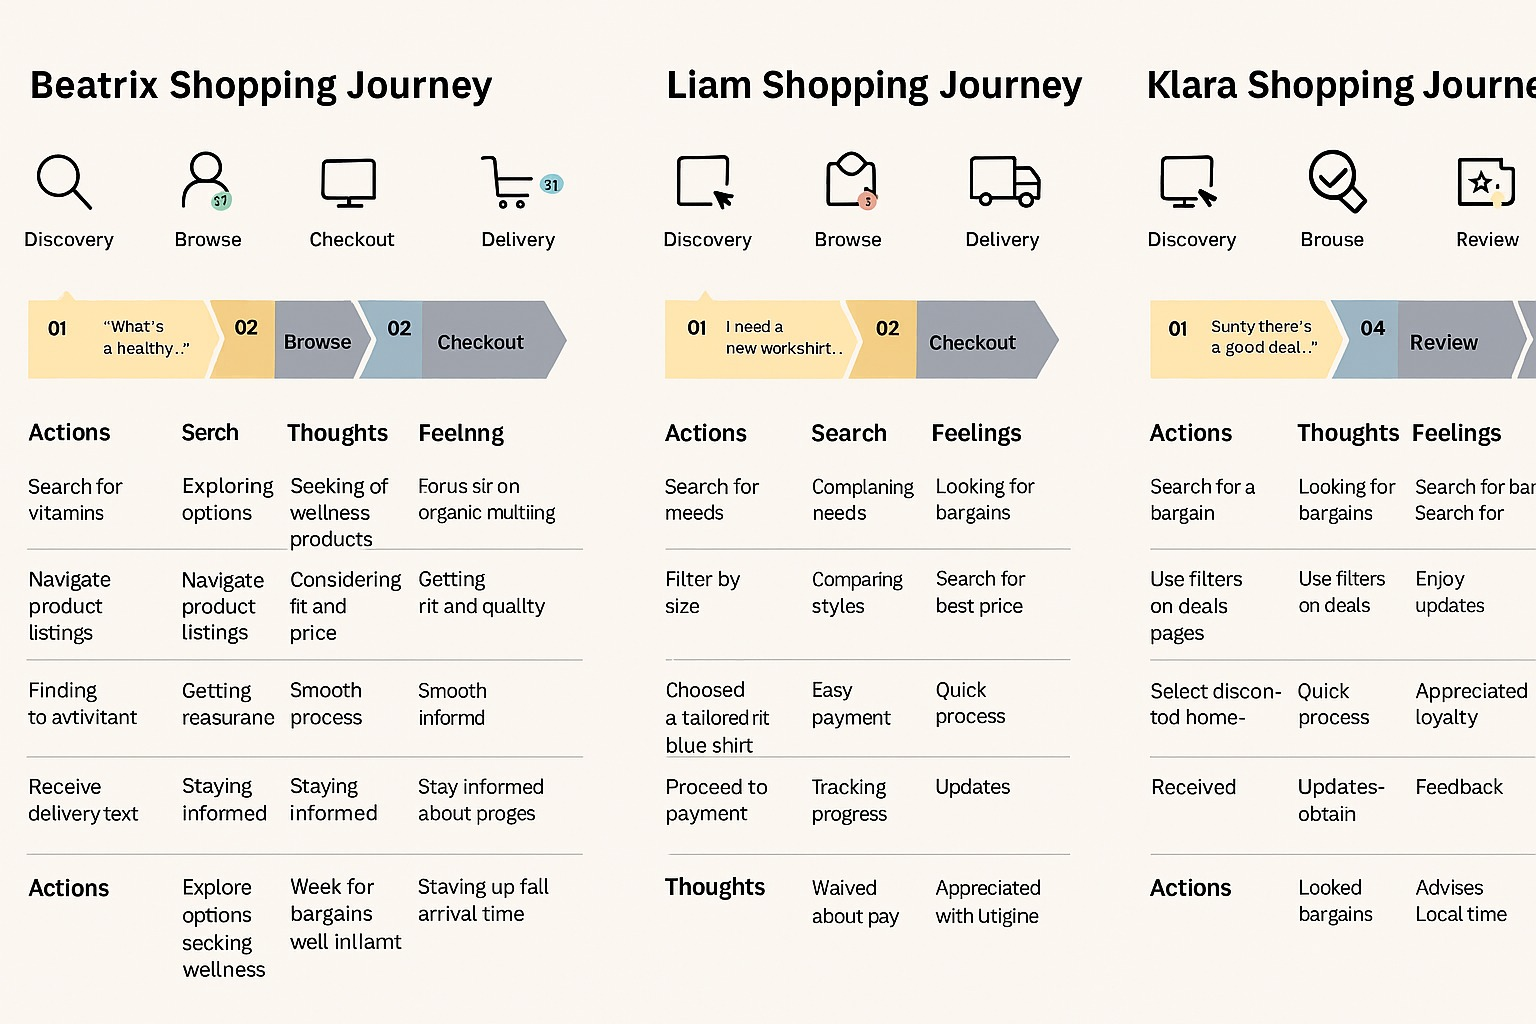 Beatrix Shopping Journey
Discovery
Browse
Checkout
31
Delivery
01
“What’s
a healthy..”
02
Browse
02
Checkout
Actions
Serch
Thoughts
Feelnng
Search for
vitamins
Exploring
options
Seeking of
wellness
products
Eorus sir on
organic multiing
Navigate
product
listings
Navigate
product
listings
Considering
fit and
price
Getting
rit and quallty
Finding
to avtivitant
Getting
reasurane
Smooth
process
Smooth
informd
Receive
delivery text
Staying
informed
Staying
informed
Stay informed
about proges
Actions
Explore
options
secking
wellness
Week for
bargains
well inllamt
Staving up fall
arrival time
Liam Shopping Journey
Discovery
Browse
Delivery
01
I need a
new workshirt..
02
Checkout
Actions
Search
Feelings
Search for
meeds
Complaning
needs
Looking for
bargains
Filter by
size
Comparing
styles
Search for
best price
Choosed
a tailored rit
blue shirt
Easy
payment
Quick
process
Proceed to
payment
Tracking
progress
Updates
Thoughts
Waived
about pay
Appreciated
with Utigine
Klara Shopping Journe
Discovery
Brouse
Review
01
Sunty there’s
a good deal..”
04
Review
Actions
Thoughts
Feelings
Search for a
bargain
Looking for
bargains
Search for bar
Search for
Use filters
on deals
pages
Use filters
on deals
Enjoy
updates
Select discon-
tod home-
Quick
process
Appreciated
loyalty
Received
Updates-
obtain
Feedback
Actions
Looked
bargains
Advises
Local time